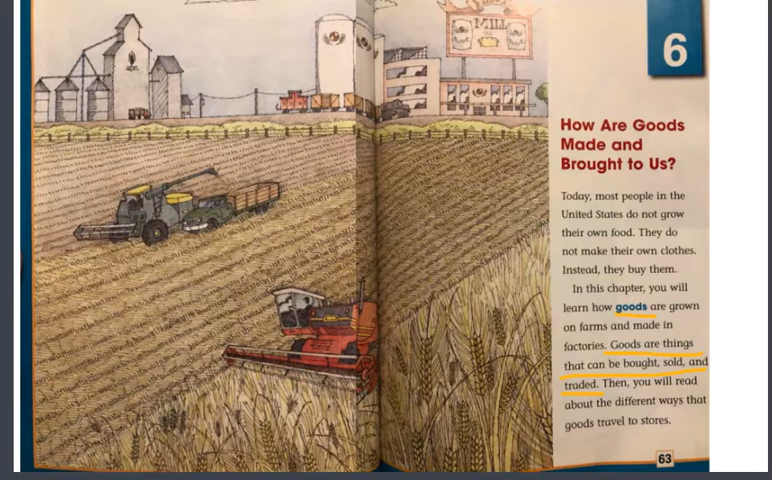 MILL
6
How Are Goods
Made and
Brought to Us?
Today, most people in the
United States do not grow
their own food. They do
not make their own clothes.
Instead, they buy them.
In this chapter, you will
learn how goods are grown
on farms and made in
factories. Goods are things
that can be bought, sold, and
traded. Then, you will read
about the different ways that
goods travel to stores.
63